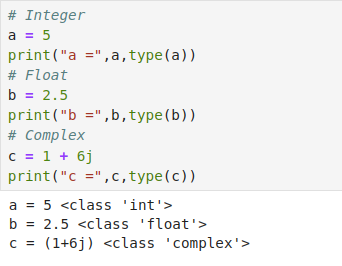 # Integer
a = 5
print("a =",a,type(a))
# Float
b = 2.5
print("b =",b,type(b))
# Complex
c = 1 + 6j
print("c =",c,type(c))
a = 5 <class 'int'>
b = 2.5 <class 'float'>
c = (1+6j) <class 'complex'>